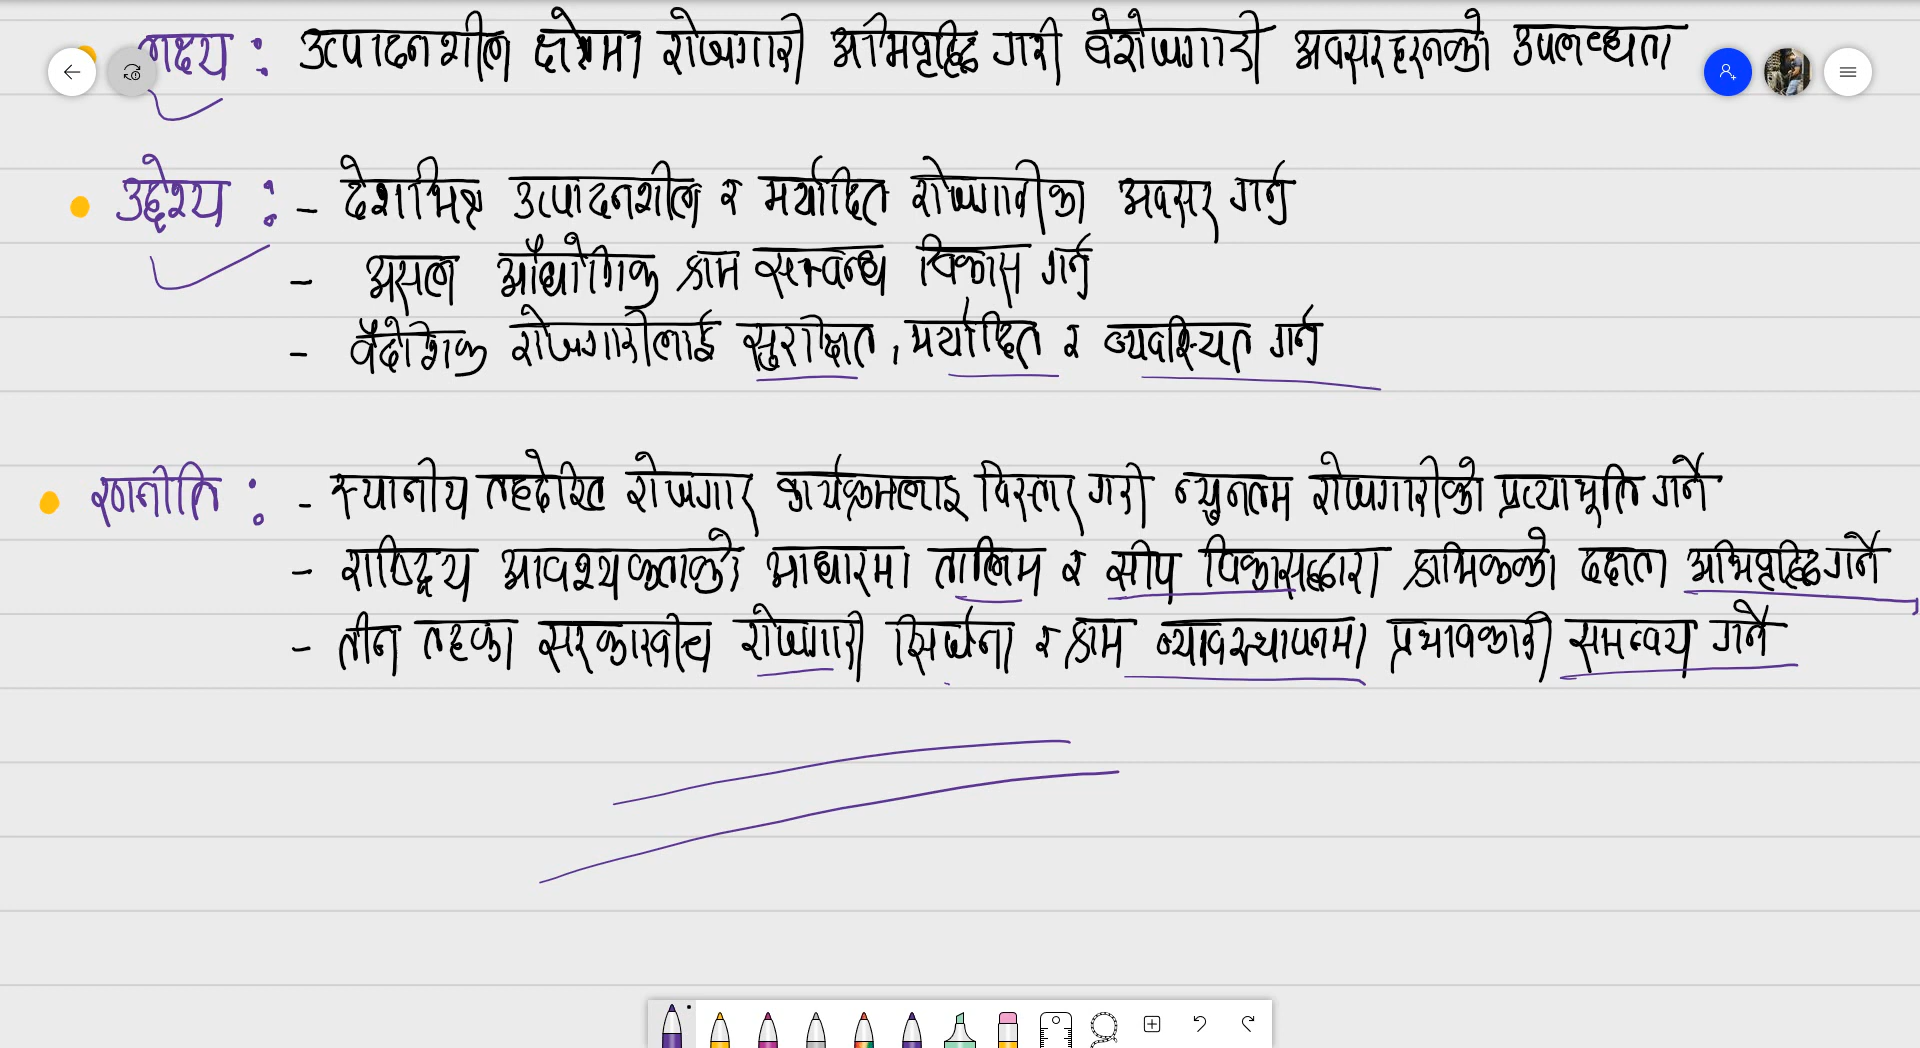 लक्ष्य : उत्पादनशील क्षेत्रमा रोजगारी अभिवृद्धि गरी बेरोजगारी अवसरहरुको उपलब्धता
उद्देश्य : - देशभित्र उत्पादनशील र मर्यादित रोजगारीका अवसर गर्नु
- असल औद्योगिक श्रम सम्बन्ध विकास गर्नु
- वैदेशिक रोजगारीलाई सुरक्षित, मर्यादित र व्यवस्थित गर्नु
रणनीति : - स्थानीय तहदेखि रोजगार कार्यक्रमलाइ विस्तार गरी न्युनतम रोजगारीको प्रत्याभूति गर्ने
- राष्ट्रिय आवश्यकताको आधारमा तालिम र सीप विकासद्धारा श्रमिकको दक्षता अभिवृद्धि गर्ने
- तीन तहका सरकारबीच रोजगारी सिर्जना र श्रम व्यावस्थापनमा प्रभावकारी समन्वय गर्ने